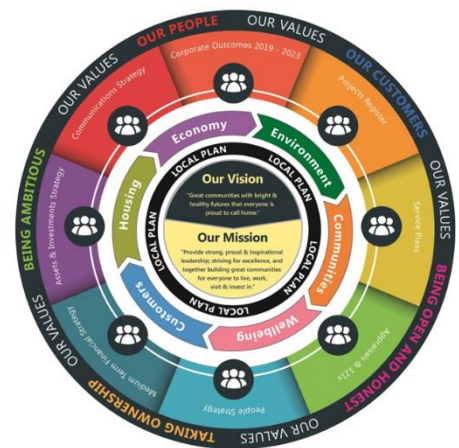 OUR VALUES
OUR PEOPLE
OUR VALUES
OUR CUSTOMERS
OUR VALUES
BEING OPEN AND HONEST
OUR VALUES
TAKING OWNERSHIP
OUR VALUES
BEING AMBITIOUS
Corporate Outcomes 2019 - 2023
Projects Register
Service Plans
Appraisals & 121s
People Strategy
Medium Term Financial Strategy
Assets & Investments Strategy
Communications Strategy
Economy
Environment
Communities
Wellbeing
Customers
Housing
LOCAL PLAN
LOCAL PLAN
LOCAL PLAN
LOCAL PLAN
LOCAL PLAN
LOCAL PLAN
Our Vision
"Great communities with bright &
healthy futures that everyone is
proud to call home."
Our Mission
"Provide strong, proud & inspirational
leadership; striving for excellence, and
together building great communities
for everyone to live, work,
visit & invest in."